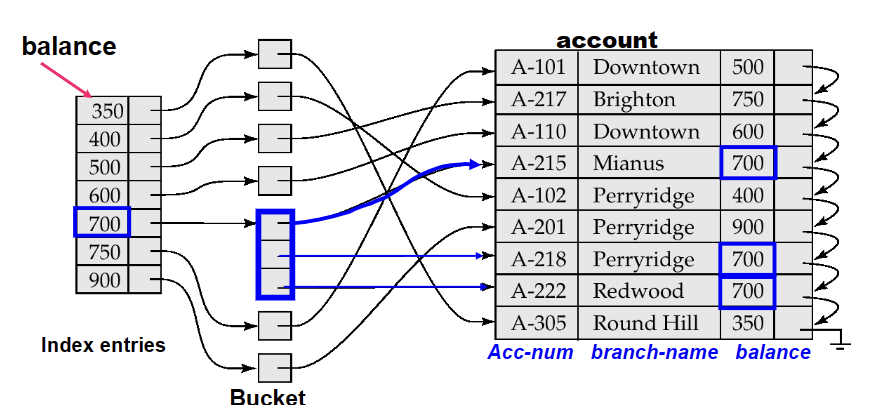 balance
350
400
500
600
700
750
900
Index entries
Bucket
account
A-101 Downtown 500
A-217 Brighton 750
A-110 Downtown 600
A-215 Mianus 700
A-102 Perryridge 400
A-201 Perryridge 900
A-218 Perryridge 700
A-222 Redwood 700
A-305 Round Hill 350
Acc-num branch-name balance